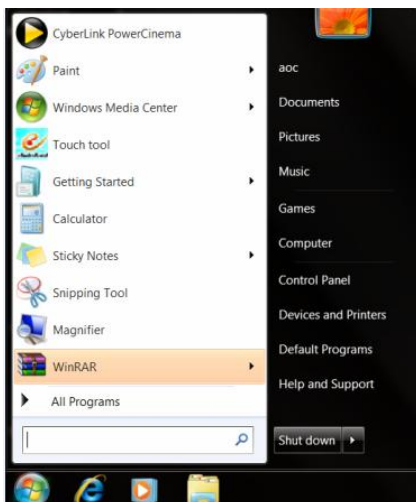 CyberLink PowerCinema
Paint
Windows Media Center
Touch tool
Getting Started
Calculator
Sticky Notes
Snipping Tool
Magnifier
WinRAR
All Programs
aoc
Documents
Pictures
Music
Games
Computer
Control Panel
Devices and Printers
Default Programs
Help and Support
Shut down